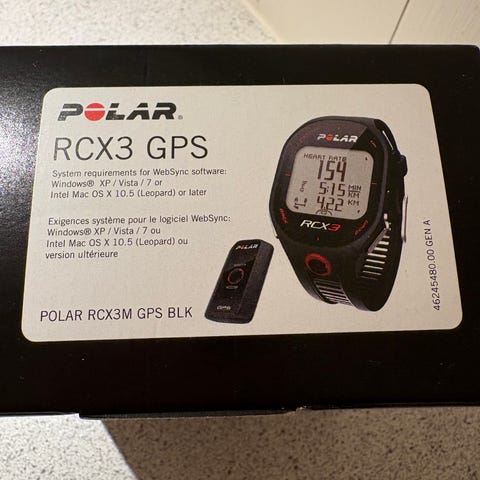 POLAR®
RCX3 GPS
System requirements for WebSync software:
Windows® XP / Vista / 7 or
Intel Mac OS X 10.5 (Leopard) or later
Exigences système pour le logiciel WebSync:
Windows® XP / Vista / 7 ou
Intel Mac OS X 10.5 (Leopard) ou
version ultérieure
POLAR RCX3M GPS BLK
POLAR
HEART RATE
154
5:15 MIN KM
4.22 KM
RCX3
POLAR
GPS
46245480.00 GEN A